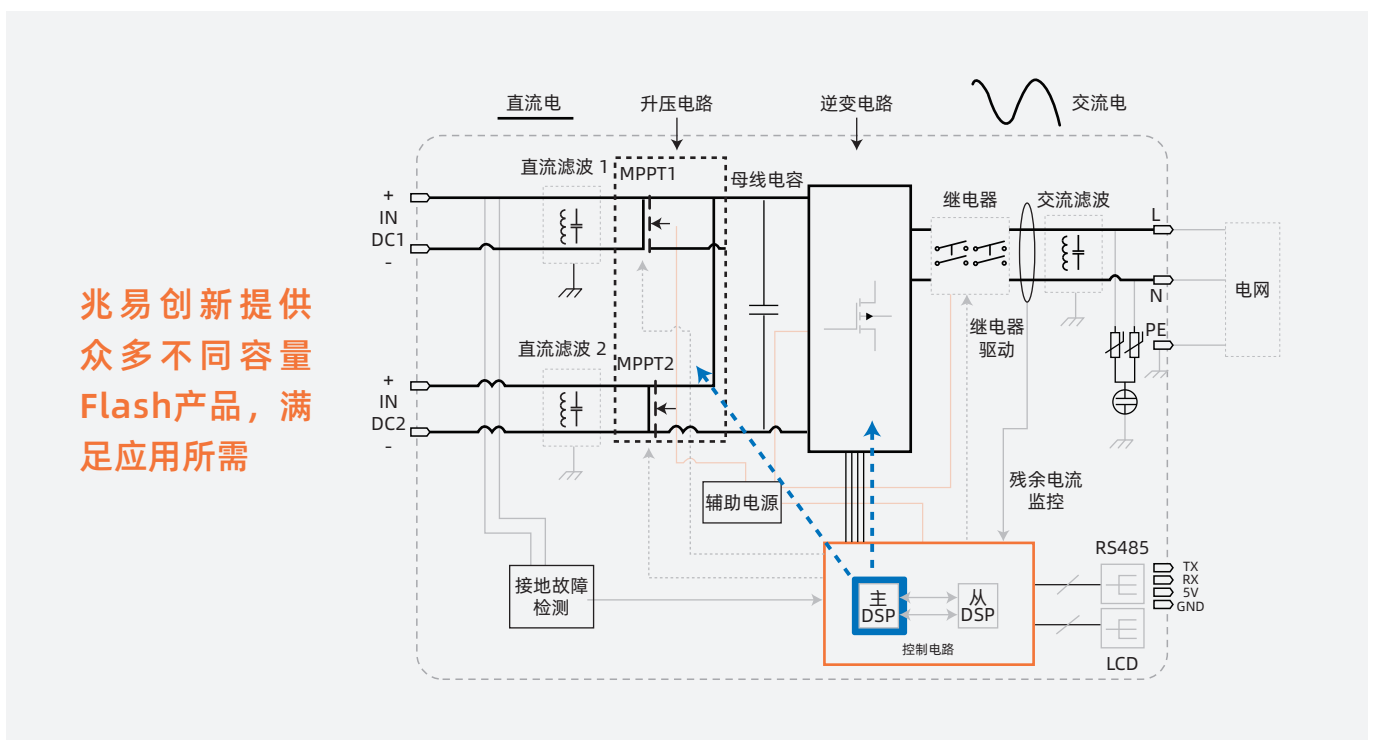 兆易创新提供
众多不同容量
Flash产品，满
足应用所需
直流电
升压电路
逆变电路
交流电
直流滤波 1
MPPT1
母线电容
继电器
交流滤波
+
IN
DC1
-
L
N
PE
电网
继电器
驱动
直流滤波 2
MPPT2
+
IN
DC2
-
辅助电源
残余电流
监控
接地故障
检测
主
DSP
从
DSP
控制电路
RS485
TX
RX
5V
GND
LCD